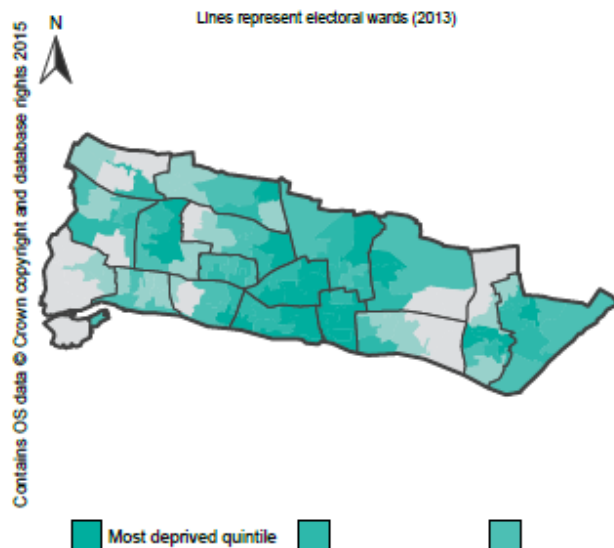 Lines represent electoral wards (2013)
N
Contains OS data © Crown copyright and database rights 2015
Most deprived quintile